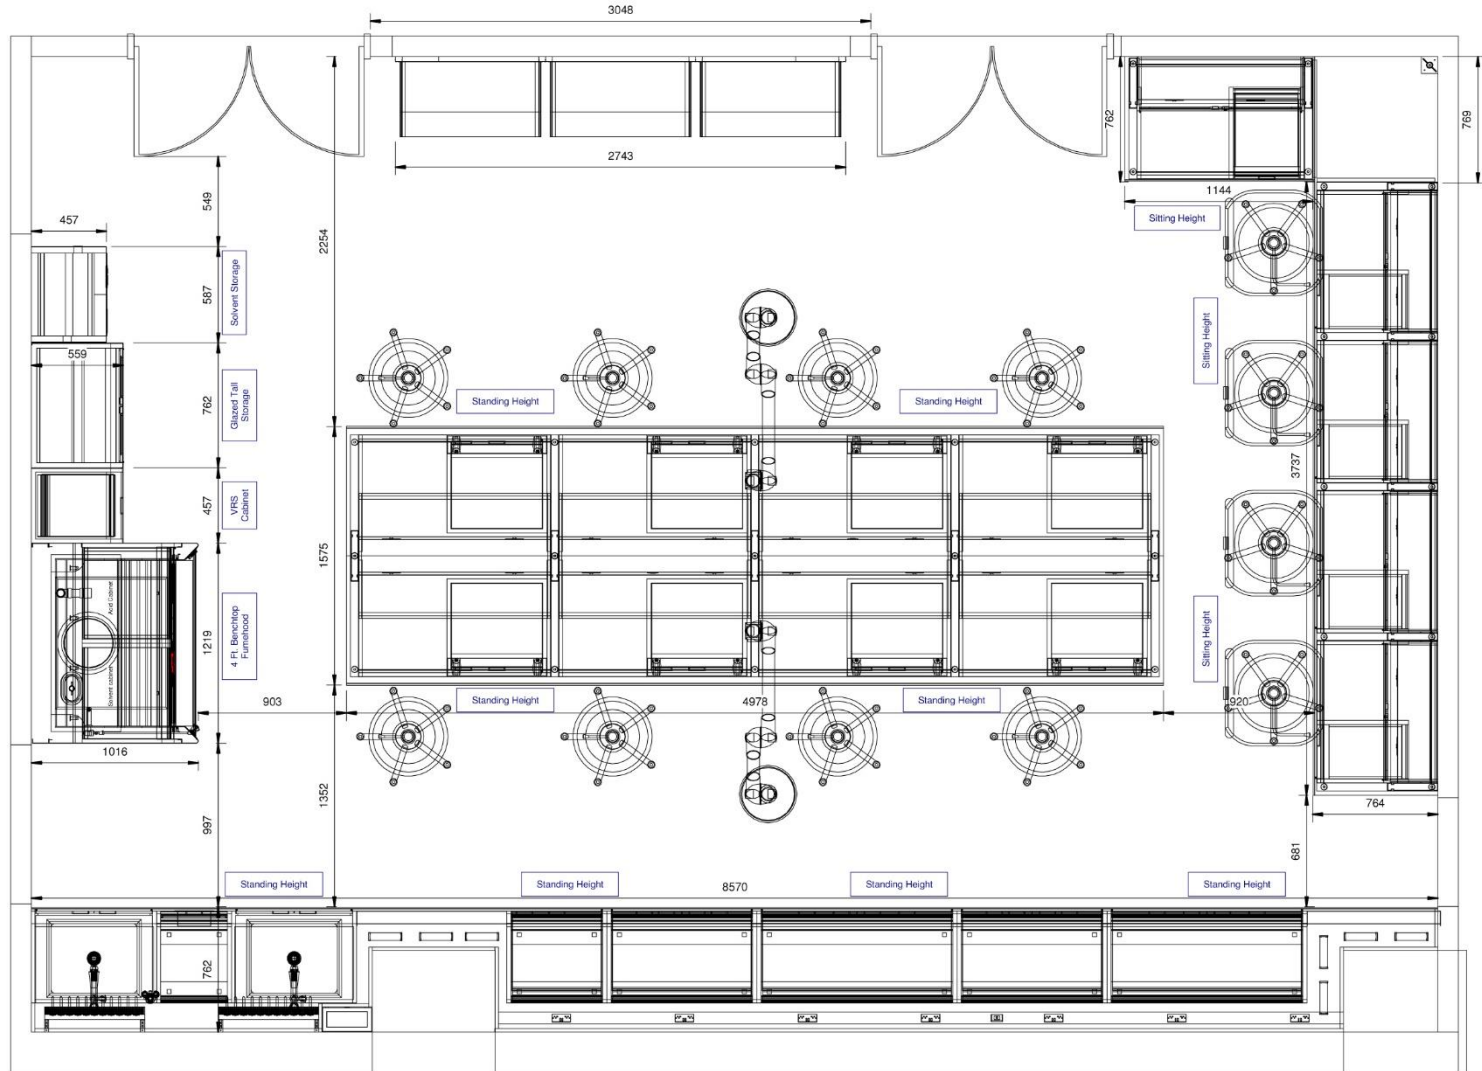 3048
762
769
2743
1144
549
457
2254
Sitting Height
587
Solvent Storage
Sitting Height
559
762
Glazed Tall
Storage
Standing Height
Standing Height
3737
457
VRS
Cabinet
1575
Acid Cabinet
1219
4 Ft. Benchtop
Fumehood
Sitting Height
Solvent cabinet
903
Standing Height
4978
Standing Height
920
1016
1352
764
997
681
Standing Height
Standing Height
8570
Standing Height
Standing Height
762